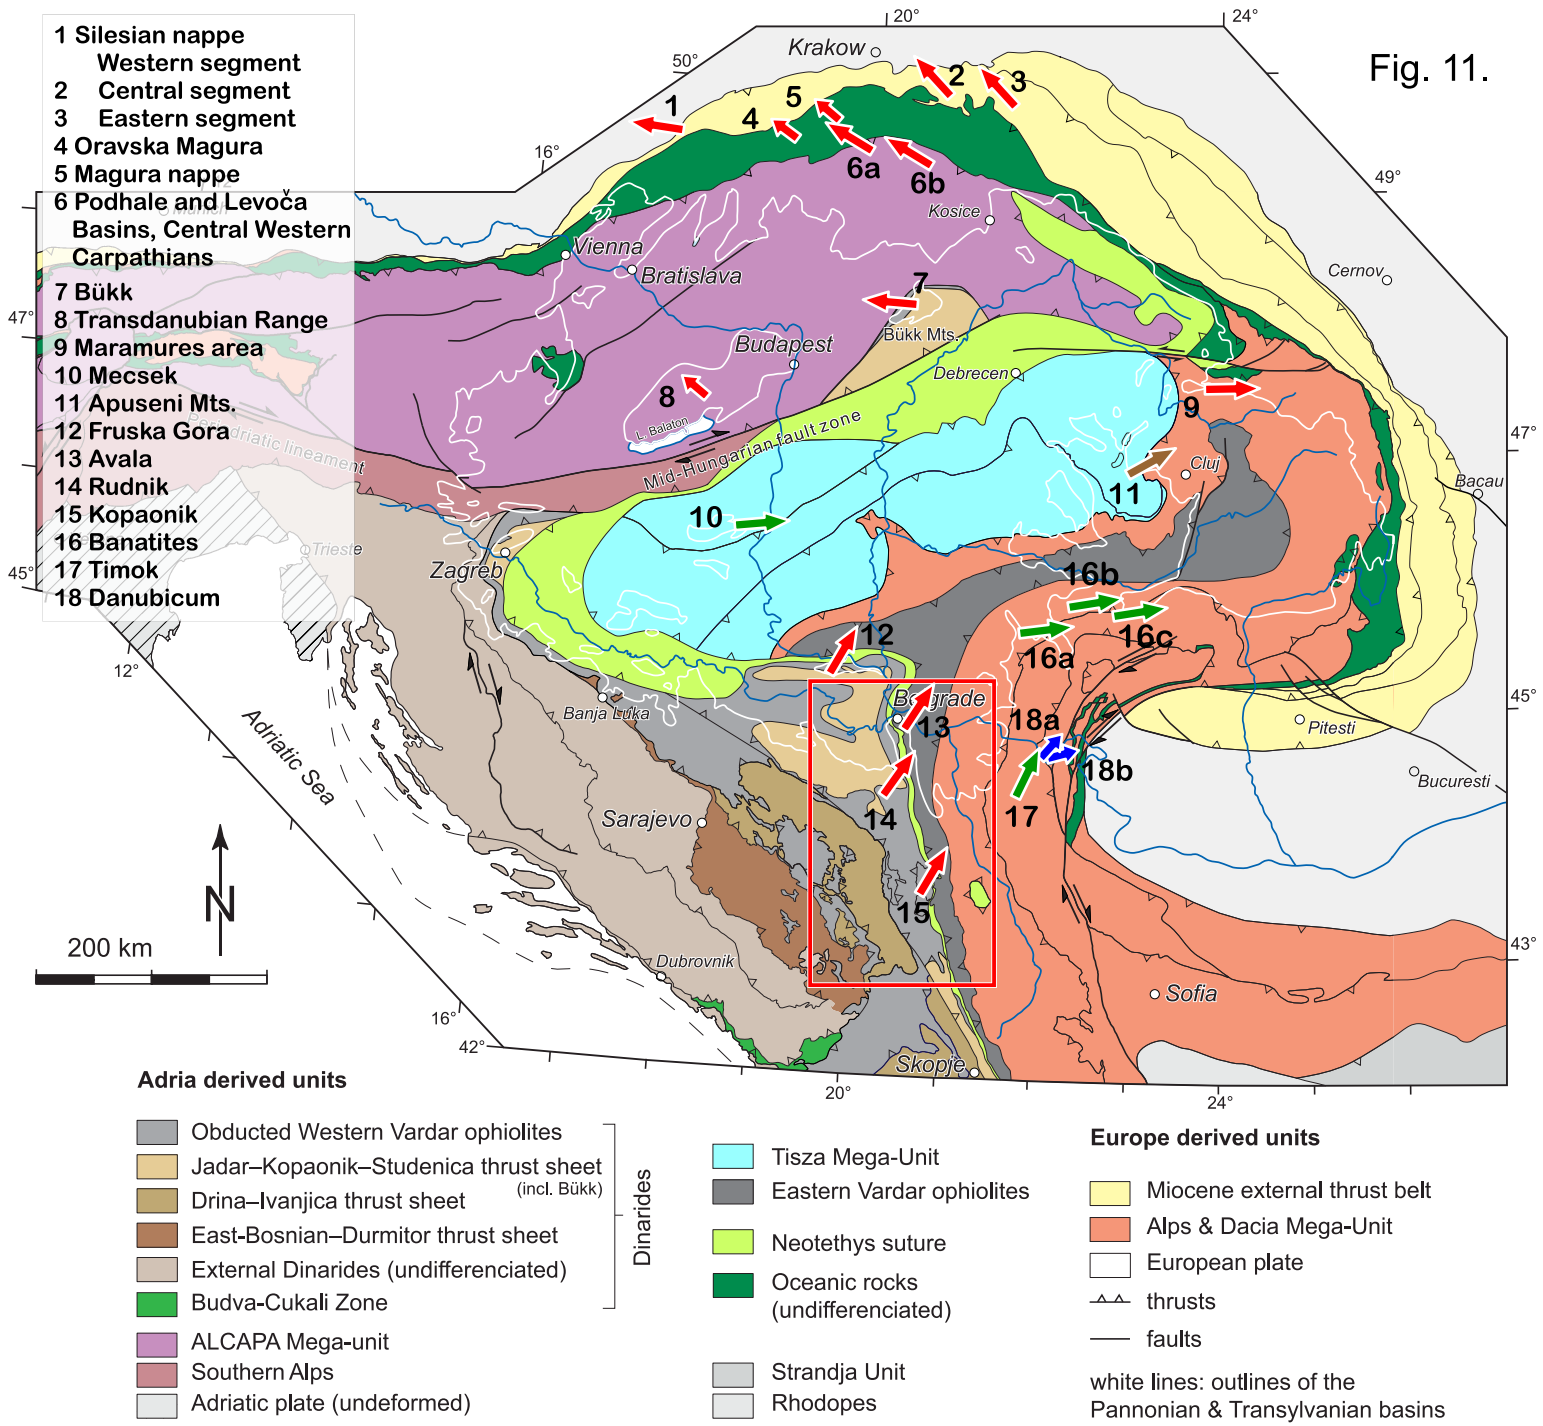 Fig. 11.
1 Silesian nappe
Western segment
2 Central segment
3 Eastern segment
4 Oravska Magura
5 Magura nappe
6 Podhale and Levoča
Basins, Central Western
Carpathians
7 Bükk
8 Transdanubian Range
9 Maramures area
10 Mecsek
11 Apuseni Mts.
12 Fruska Gora
13 Avala
14 Rudnik
15 Kopaonik
16 Banatites
17 Timok
18 Danubicum
20°
24°
50°
16°
12
49°
47°
47°
45°
45°
12°
43°
16°
42°
20°
24°
Krakow
Munich
Vienna
Bratislava
Kosice
Cernov
Budapest
Bükk Mts.
Debrecen
L. Balaton
Mid-Hungarian fault zone
Periadriatic lineament
Cluj
Bacau
Trieste
Zagreb
Banja Luka
Belgrade
Pitesti
Bucuresti
Sarajevo
Adriatic Sea
Dubrovnik
Sofia
Skopje
1
2
3
4
5
6a
6b
7
8
9
10
11
12
13
14
15
16a
16b
16c
17
18a
18b
N
200 km
Adria derived units
Obducted Western Vardar ophiolites
Jadar–Kopaonik–Studenica thrust sheet
(incl. Bükk)
Drina–Ivanjica thrust sheet
East-Bosnian–Durmitor thrust sheet
External Dinarides (undifferenciated)
Budva-Cukali Zone
Dinarides
ALCAPA Mega-unit
Southern Alps
Adriatic plate (undeformed)
Tisza Mega-Unit
Eastern Vardar ophiolites
Neotethys suture
Oceanic rocks
(undifferenciated)
Strandja Unit
Rhodopes
Europe derived units
Miocene external thrust belt
Alps & Dacia Mega-Unit
European plate
thrusts
faults
white lines: outlines of the
Pannonian & Transylvanian basins